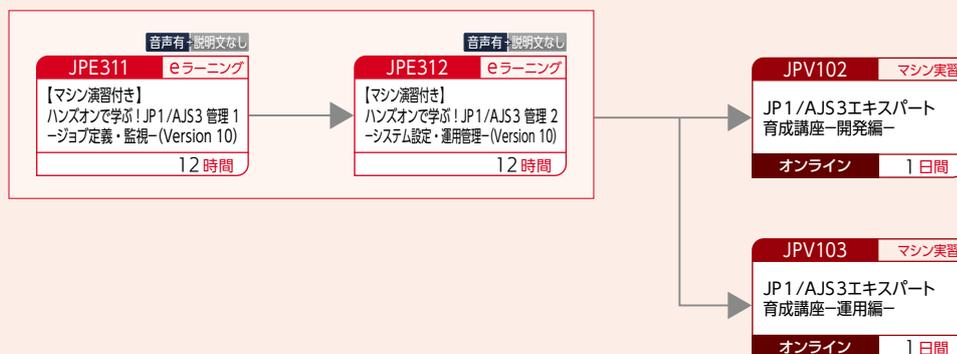 音声有+説明文なし
JPE311 eラーニング
【マシン演習付き】
ハンズオンで学ぶ！JP1/AJS3 管理 1
−ジョブ定義・監視−(Version 10)
12時間
音声有+説明文なし
JPE312 eラーニング
【マシン演習付き】
ハンズオンで学ぶ！JP1/AJS3 管理 2
−システム設定・運用管理−(Version 10)
12時間
JPV102 マシン実習
JP1/AJS3エキスパート
育成講座−開発編−
オンライン 1日間
JPV103 マシン実習
JP1/AJS3エキスパート
育成講座−運用編−
オンライン 1日間